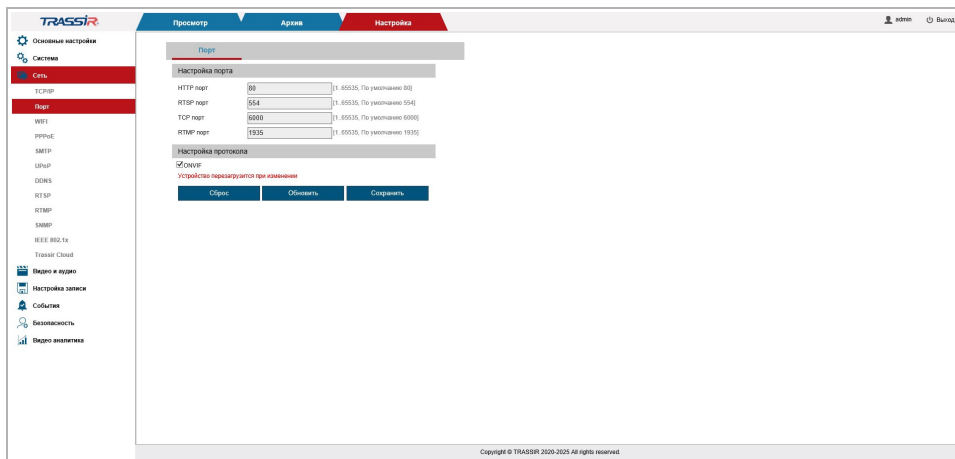 TRASSIR
Просмотр
Архив
Настройка
admin
Выход
Основные настройки
Система
Сеть
TCP/IP
Порт
WIFI
PPPoE
SMTP
UPnP
DDNS
RTSP
RTMP
SNMP
IEEE 802.1x
Trassir Cloud
Видео и аудио
Настройка записи
События
Безопасность
Видео аналитика
Порт
Настройка порта
HTTP порт 80 [1..65535, По умолчанию 80]
RTSP порт 554 [1..65535, По умолчанию 554]
TCP порт 6000 [1..65535, По умолчанию 6000]
RTMP порт 1935 [1..65535, По умолчанию 1935]
Настройка протокола
ONVIF
Устройство перезагрузится при изменении
Сброс
Обновить
Сохранить
Copyright © TRASSIR 2020-2025 All rights reserved.